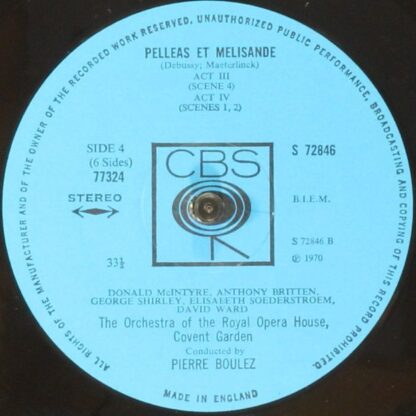 ALL RIGHTS OF THE MANUFACTURER AND OF THE OWNER OF THE RECORDED WORK RESERVED. UNAUTHORIZED PUBLIC PERFORMANCE, BROADCASTING AND COPYING OF THIS RECORD PROHIBITED.
PELLEAS ET MELISANDE
(Debussy; Maeterlinck)
ACT III
(SCENE 4)
ACT IV
(SCENES 1, 2)
SIDE 4
(6 Sides)
77324
STEREO
CBS
S 72846
B.I.E.M.
33⅓
S 72846 B
℗ 1970
DONALD McINTYRE, ANTHONY BRITTEN,
GEORGE SHIRLEY, ELISABETH SOEDERSTROEM,
DAVID WARD
The Orchestra of the Royal Opera House,
Covent Garden
Conducted by
PIERRE BOULEZ
MADE IN ENGLAND